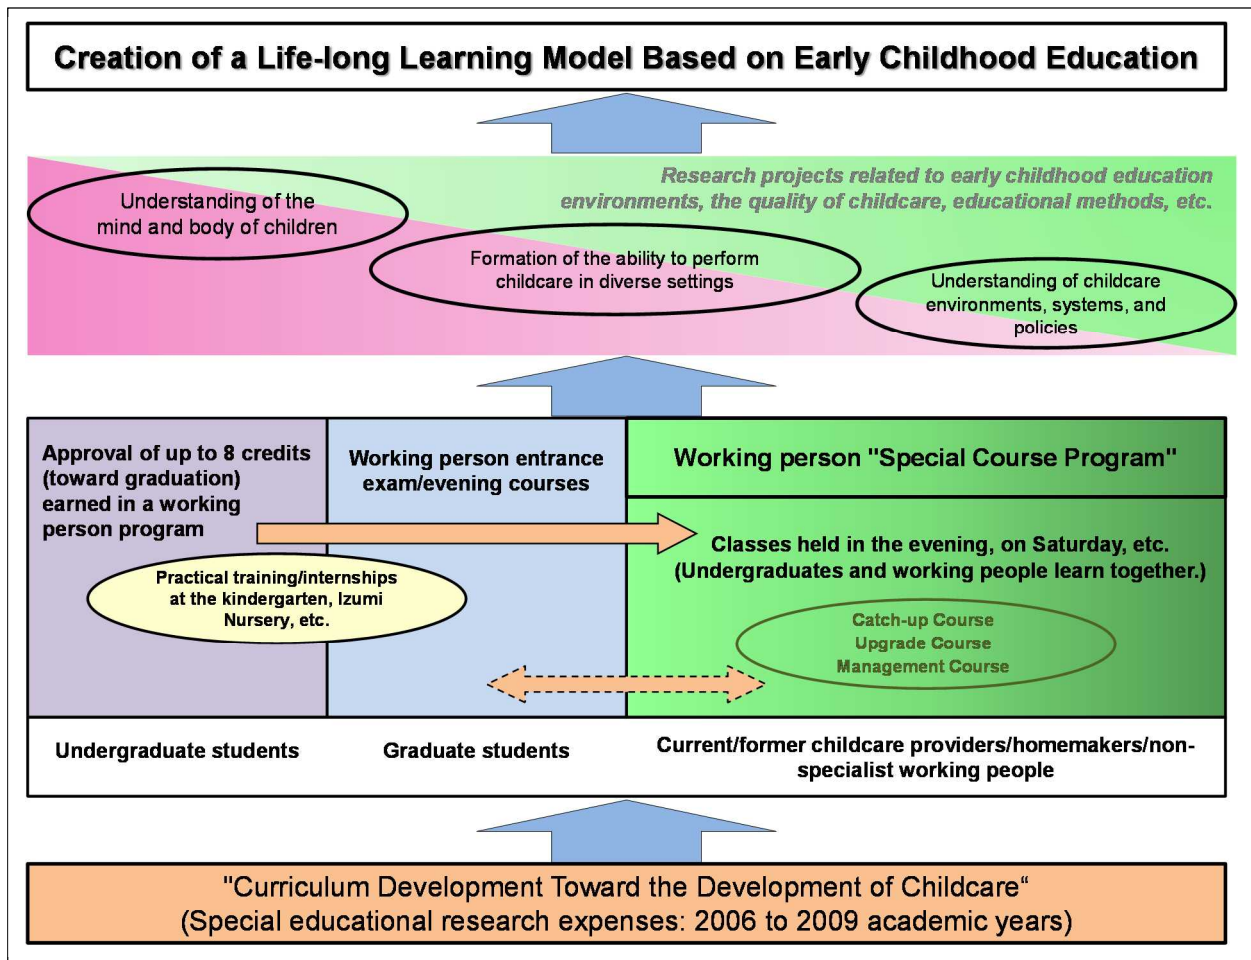 Creation of a Life-long Learning Model Based on Early Childhood Education
Research projects related to early childhood education
environments, the quality of childcare, educational methods, etc.
Understanding of the
mind and body of children
Formation of the ability to perform
childcare in diverse settings
Understanding of childcare
environments, systems, and
policies
Approval of up to 8 credits
(toward graduation)
earned in a working
person program
Working person entrance
exam/evening courses
Working person "Special Course Program"
Classes held in the evening, on Saturday, etc.
(Undergraduates and working people learn together.)
Practical training/internships
at the kindergarten, Izumi
Nursery, etc.
Catch-up Course
Upgrade Course
Management Course
Undergraduate students
Graduate students
Current/former childcare providers/homemakers/non-
specialist working people
"Curriculum Development Toward the Development of Childcare“
(Special educational research expenses: 2006 to 2009 academic years)